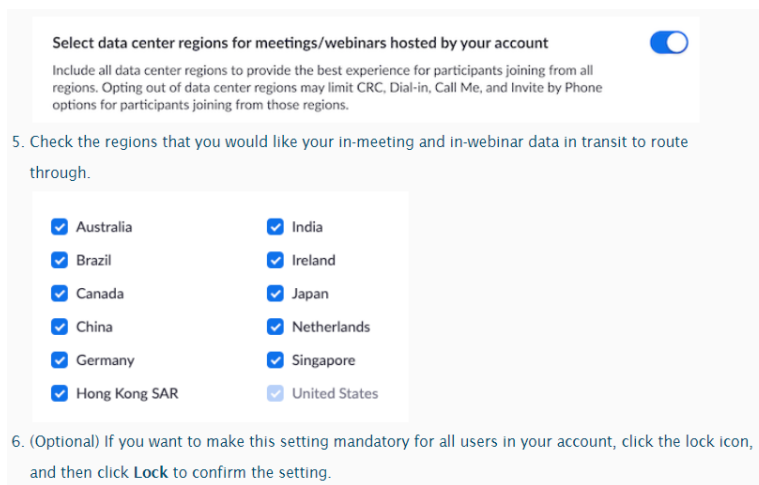 Select data center regions for meetings/webinars hosted by your account
Include all data center regions to provide the best experience for participants joining from all
regions. Opting out of data center regions may limit CRC, Dial-in, Call Me, and Invite by Phone
options for participants joining from those regions.
5. Check the regions that you would like your in-meeting and in-webinar data in transit to route
through.
Australia
Brazil
Canada
China
Germany
Hong Kong SAR
India
Ireland
Japan
Netherlands
Singapore
United States
6. (Optional) If you want to make this setting mandatory for all users in your account, click the lock icon,
and then click Lock to confirm the setting.